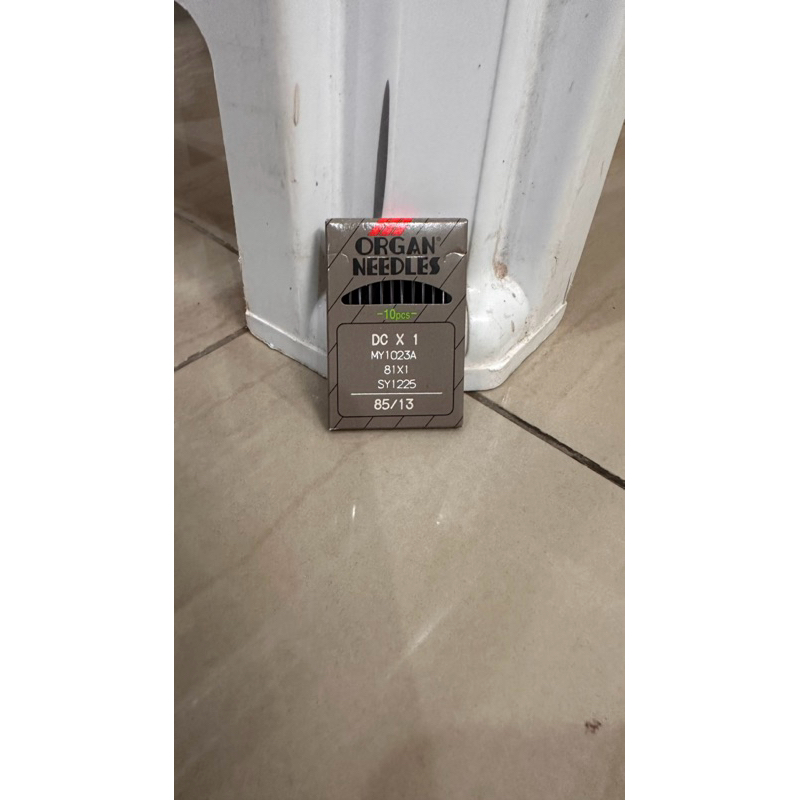 ORGAN®
NEEDLES
-10pcs-
DC X 1
MY1023A
81X1
SY1225
85/13